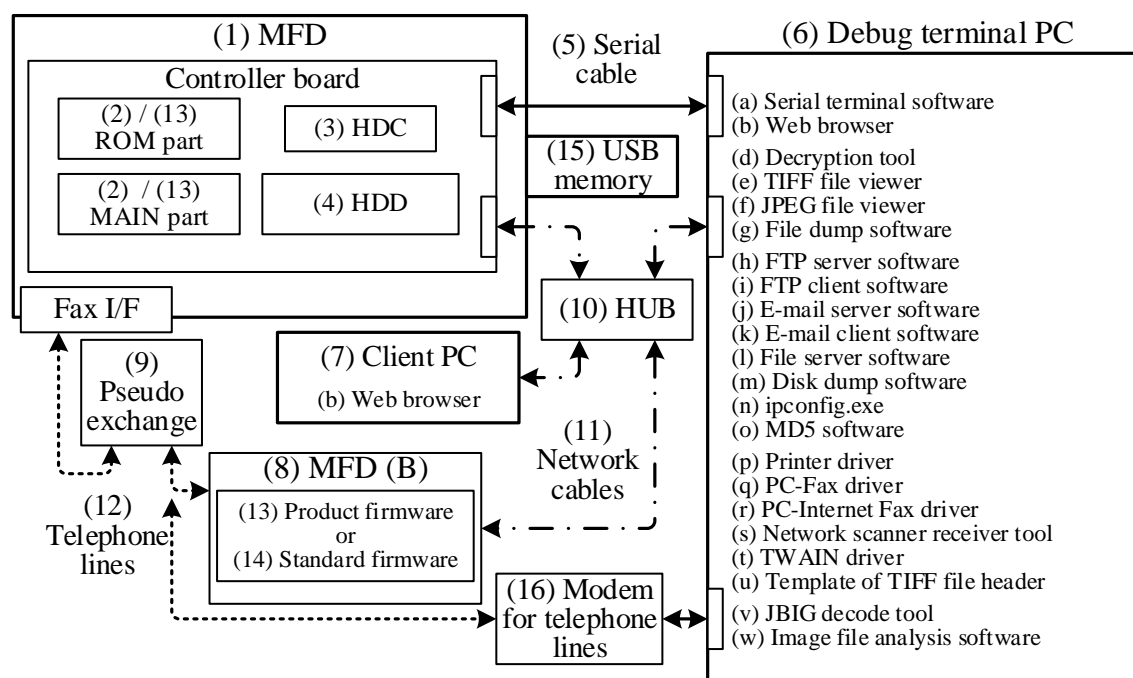 (1) MFD
Controller board
(2) / (13)
ROM part
(3) HDC
(2) / (13)
MAIN part
(4) HDD
Fax I/F
(5) Serial
cable
(15) USB
memory
(10) HUB
(7) Client PC
(b) Web browser
(9)
Pseudo
exchange
(11)
Network
cables
(12)
Telephone
lines
(8) MFD (B)
(13) Product firmware
or
(14) Standard firmware
(16) Modem
for telephone
lines
(6) Debug terminal PC
(a) Serial terminal software
(b) Web browser
(d) Decryption tool
(e) TIFF file viewer
(f) JPEG file viewer
(g) File dump software
(h) FTP server software
(i) FTP client software
(j) E-mail server software
(k) E-mail client software
(l) File server software
(m) Disk dump software
(n) ipconfig.exe
(o) MD5 software
(p) Printer driver
(q) PC-Fax driver
(r) PC-Internet Fax driver
(s) Network scanner receiver tool
(t) TWAIN driver
(u) Template of TIFF file header
(v) JBIG decode tool
(w) Image file analysis software